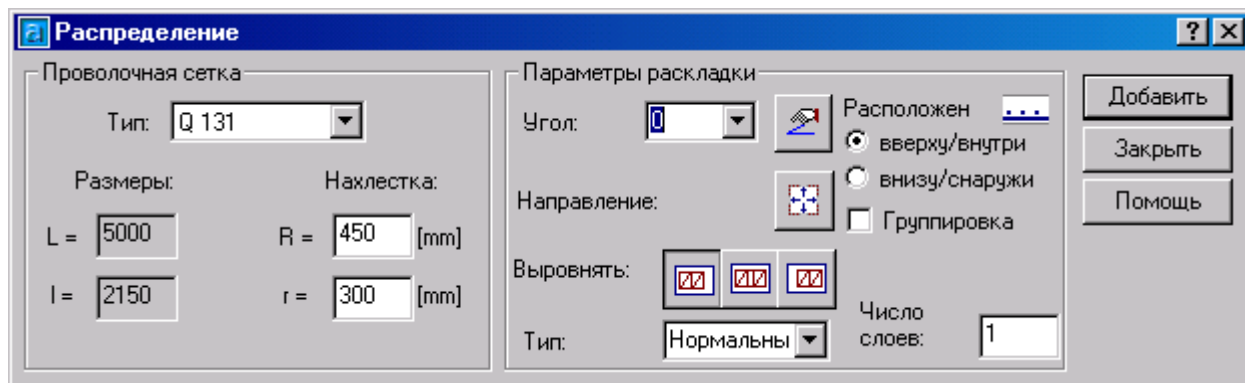 Распределение
Проволочная сетка
Тип: Q 131
Размеры: Нахлестка:
L = 5000 R = 450 [mm]
l = 2150 r = 300 [mm]
Параметры раскладки
Угол: 0
Расположен
вверху/внутри
внизу/снаружи
Направление:
Группировка
Выровнять:
Тип: Нормальны
Число
слоев: 1
Добавить
Закрыть
Помощь